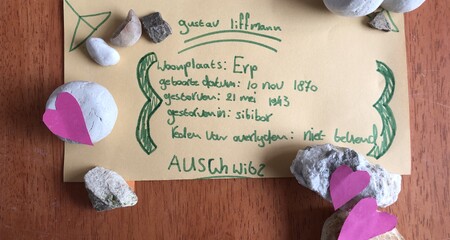 gustav liffmann
woonplaats: Erp
geboorte datum: 10 nov 1870
gestorven: 21 mei 1943
gestorven in: sibibor
Reden van overlyden: niet bekend
AUSCHWitz